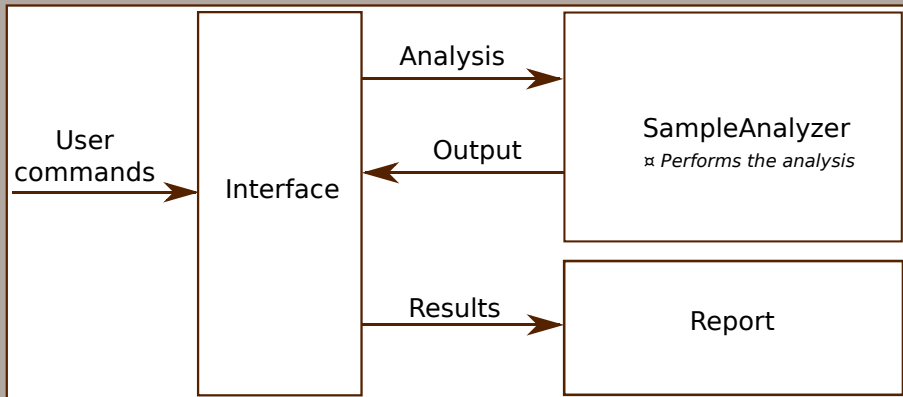 User
commands
Interface
Analysis
Output
Results
SampleAnalyzer
¤ Performs the analysis
Report